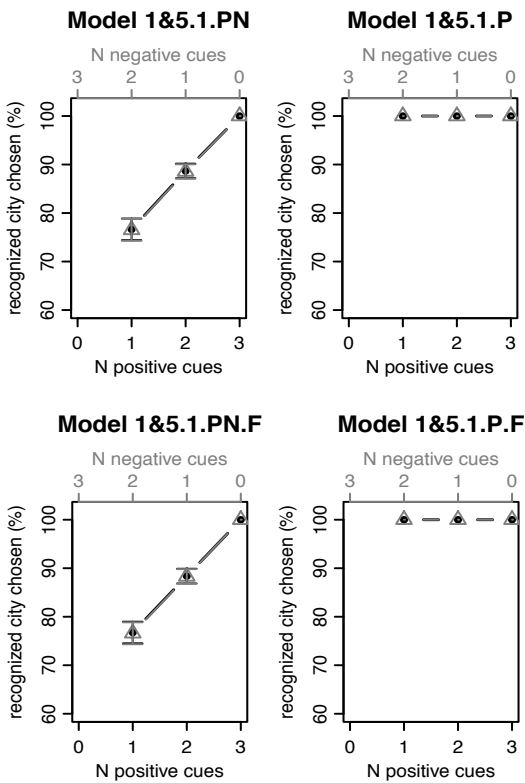 Model 1&5.1.PN
N negative cues
3 2 1 0
recognized city chosen (%)
100
90
80
70
60
0 1 2 3
N positive cues
Model 1&5.1.P
N negative cues
3 2 1 0
recognized city chosen (%)
100
90
80
70
60
0 1 2 3
N positive cues
Model 1&5.1.PN.F
N negative cues
3 2 1 0
recognized city chosen (%)
100
90
80
70
60
0 1 2 3
N positive cues
Model 1&5.1.P.F
N negative cues
3 2 1 0
recognized city chosen (%)
100
90
80
70
60
0 1 2 3
N positive cues